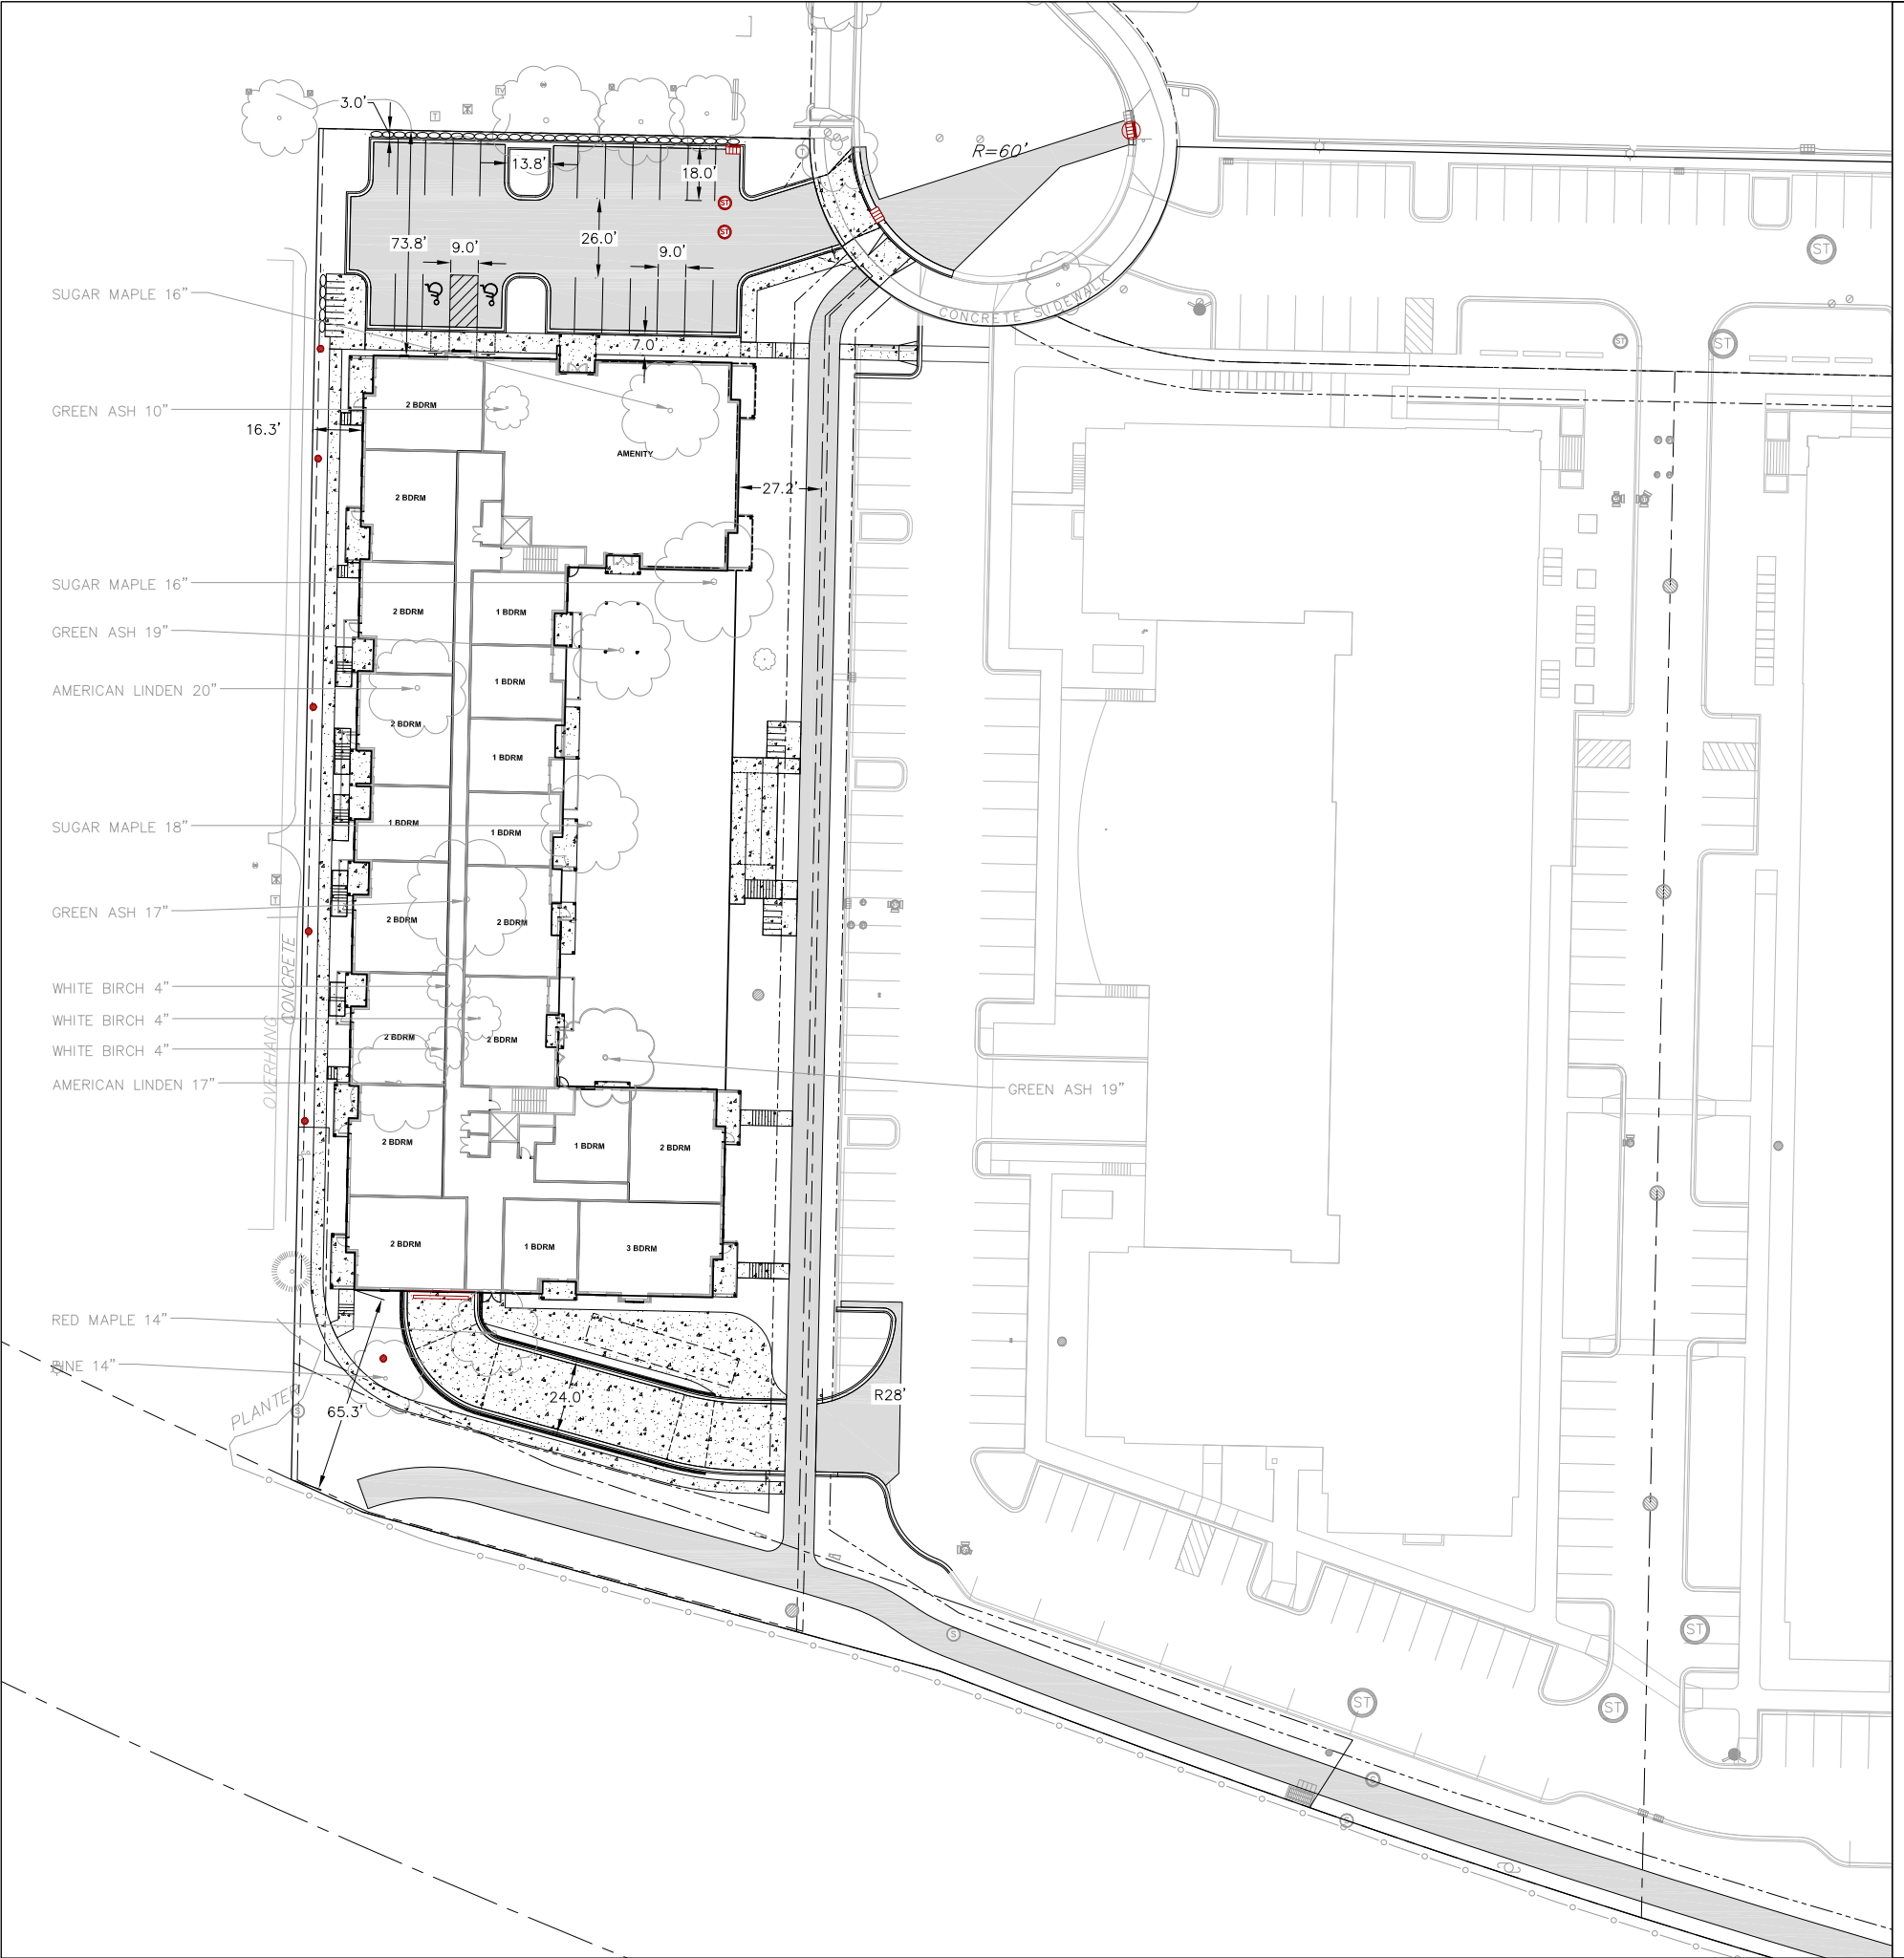 3.0'
TV
T
T
13.8'
18.0'
R=60'
ST
ST
73.8'
9.0'
26.0'
9.0'
ST
SUGAR MAPLE 16"
CONCRETE SIDEWALK
7.0'
ST
ST
GREEN ASH 10"
2 BDRM
16.3'
AMENITY
2 BDRM
27.2'
SUGAR MAPLE 16"
2 BDRM
1 BDRM
GREEN ASH 19"
1 BDRM
AMERICAN LINDEN 20"
2 BDRM
1 BDRM
SUGAR MAPLE 18"
1 BDRM
1 BDRM
T
GREEN ASH 17"
2 BDRM
2 BDRM
OVERHANG
CONCRETE
WHITE BIRCH 4"
WHITE BIRCH 4"
2 BDRM
2 BDRM
WHITE BIRCH 4"
AMERICAN LINDEN 17"
GREEN ASH 19"
2 BDRM
1 BDRM
2 BDRM
2 BDRM
1 BDRM
3 BDRM
RED MAPLE 14"
PINE 14"
PLANTER
S
65.3'
24.0'
R28'
S
ST
ST
ST
S
S